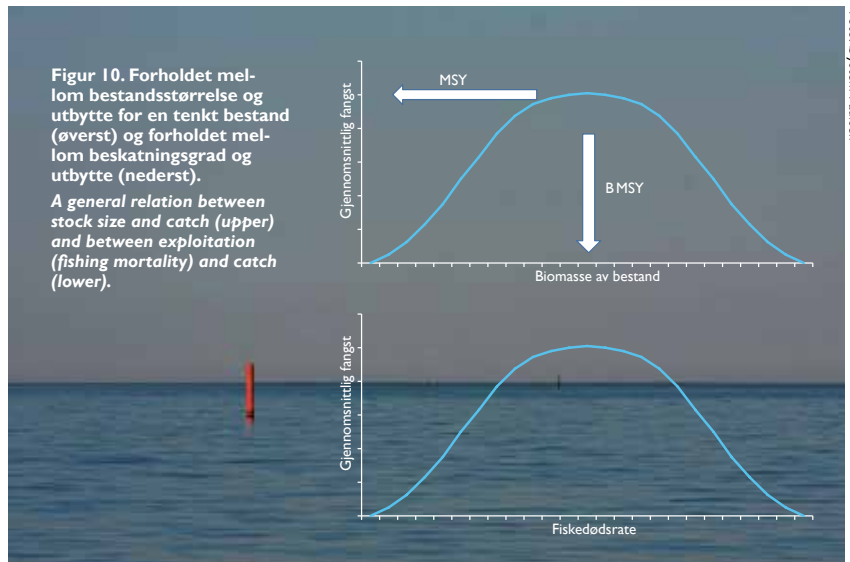 Figur 10. Forholdet mel-
lom bestandsstørrelse og
utbytte for en tenkt bestand
(øverst) og forholdet mel-
lom beskatningsgrad og
utbytte (nederst).
A general relation between
stock size and catch (upper)
and between exploitation
(fishing mortality) and catch
(lower).
Gjennomsnittlig fangst
MSY
B MSY
Biomasse av bestand
Gjennomsnittlig fangst
Fiskedødsrate